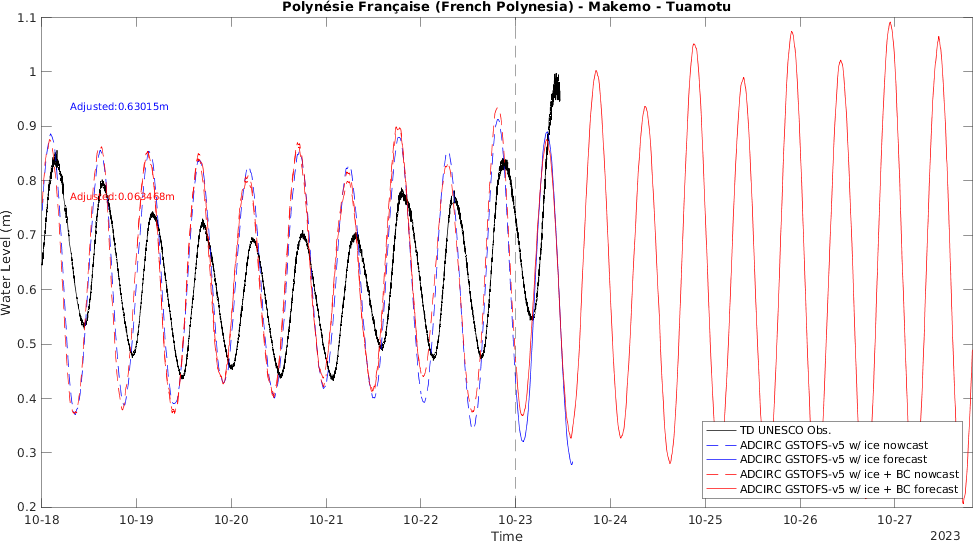 Polynésie Française (French Polynesia) - Makemo - Tuamotu
1.1
1
0.9
0.8
0.7
0.6
0.5
0.4
0.3
0.2
Water Level (m)
Adjusted:0.63015m
Adjusted:0.063468m
TD UNESCO Obs.
ADCIRC GSTOFS-v5 w/ ice nowcast
ADCIRC GSTOFS-v5 w/ ice forecast
ADCIRC GSTOFS-v5 w/ ice + BC nowcast
ADCIRC GSTOFS-v5 w/ ice + BC forecast
10-18 10-19 10-20 10-21 10-22 10-23 10-24 10-25 10-26 10-27
Time
2023